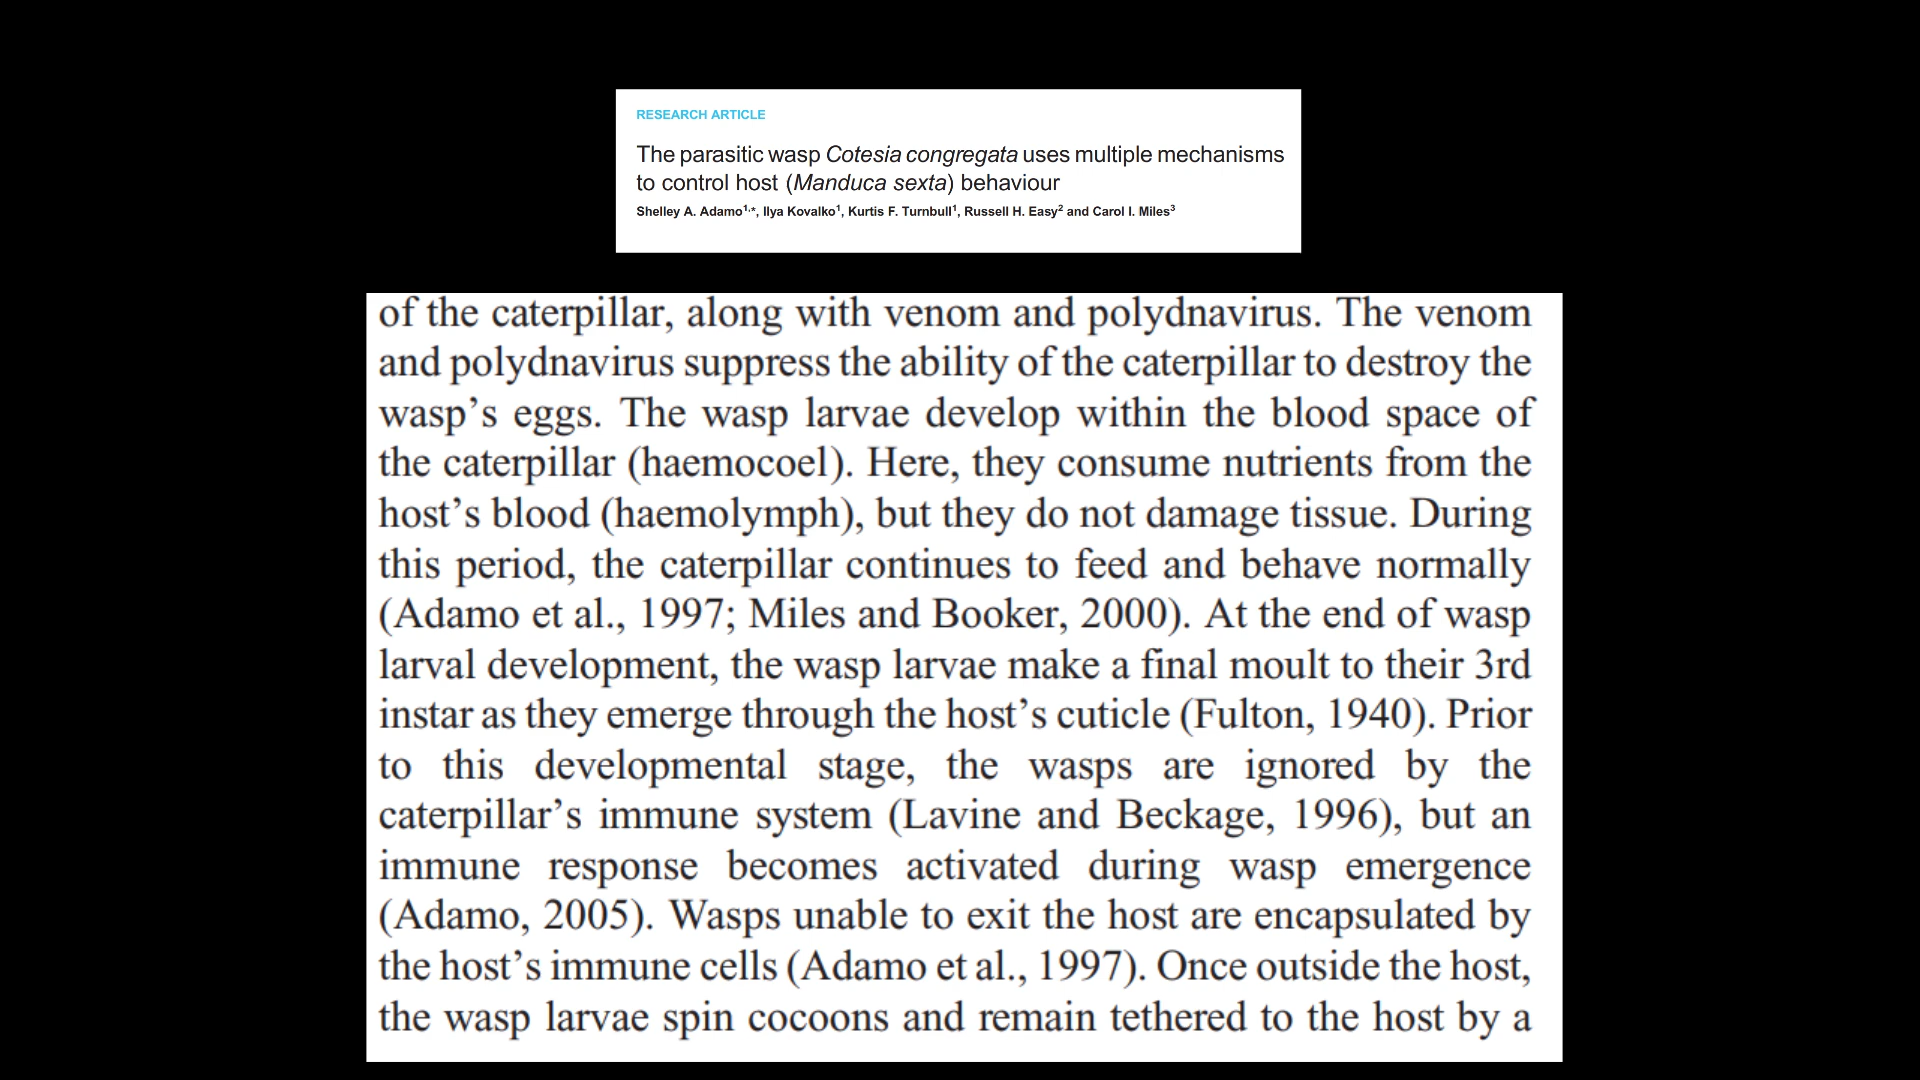 RESEARCH ARTICLE
The parasitic wasp Cotesia congregata uses multiple mechanisms
to control host (Manduca sexta) behaviour
Shelley A. Adamo1,*, Ilya Kovalko1, Kurtis F. Turnbull1, Russell H. Easy2 and Carol I. Miles3
of the caterpillar, along with venom and polydnavirus. The venom
and polydnavirus suppress the ability of the caterpillar to destroy the
wasp’s eggs. The wasp larvae develop within the blood space of
the caterpillar (haemocoel). Here, they consume nutrients from the
host’s blood (haemolymph), but they do not damage tissue. During
this period, the caterpillar continues to feed and behave normally
(Adamo et al., 1997; Miles and Booker, 2000). At the end of wasp
larval development, the wasp larvae make a final moult to their 3rd
instar as they emerge through the host’s cuticle (Fulton, 1940). Prior
to this developmental stage, the wasps are ignored by the
caterpillar’s immune system (Lavine and Beckage, 1996), but an
immune response becomes activated during wasp emergence
(Adamo, 2005). Wasps unable to exit the host are encapsulated by
the host’s immune cells (Adamo et al., 1997). Once outside the host,
the wasp larvae spin cocoons and remain tethered to the host by a